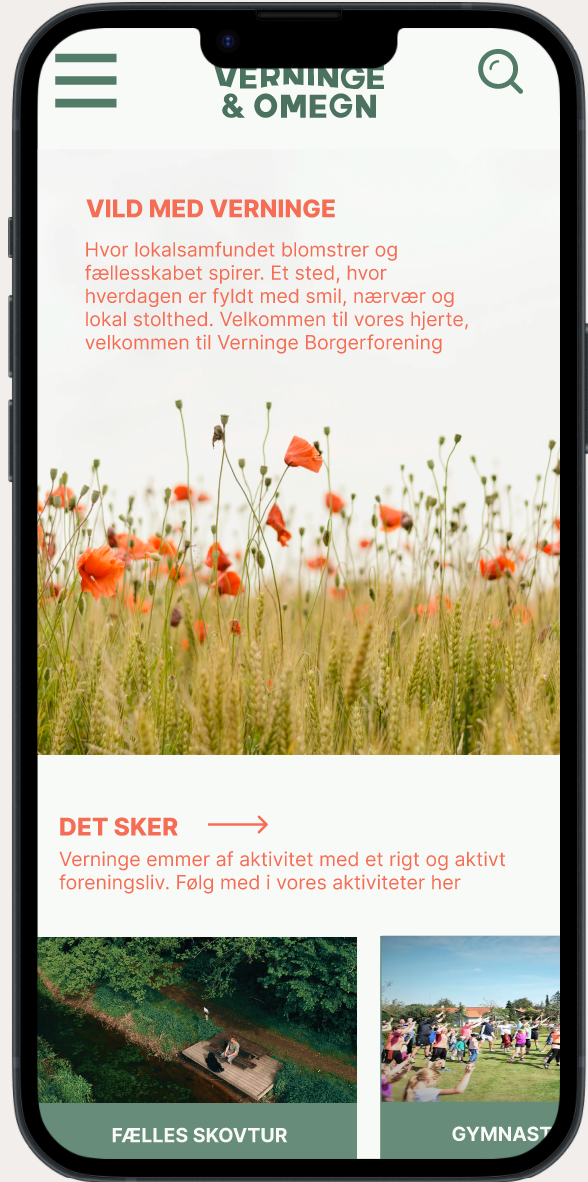 VERNINGE
& OMEGN
VILD MED VERNINGE
Hvor lokalsamfundet blomstrer og
fællesskabet spirer. Et sted, hvor
hverdagen er fyldt med smil, nærvær og
lokal stolthed. Velkommen til vores hjerte,
velkommen til Verninge Borgerforening
DET SKER
Verninge emmer af aktivitet med et rigt og aktivt
foreningsliv. Følg med i vores aktiviteter her
FÆLLES SKOVTUR
GYMNAST